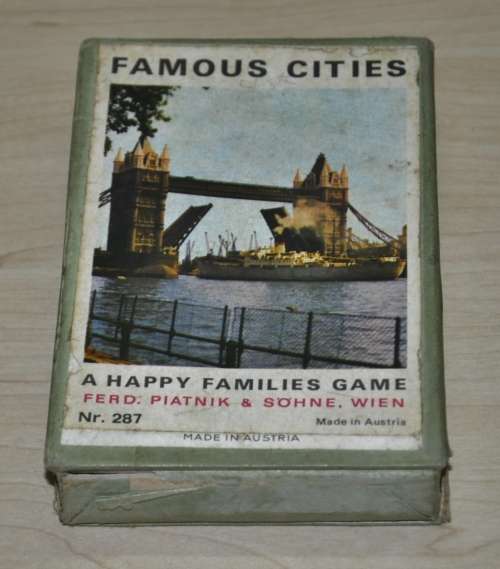 FAMOUS CITIES
A HAPPY FAMILIES GAME
FERD. PIATNIK & SÖHNE, WIEN
Nr. 287 Made in Austria
MADE IN AUSTRIA